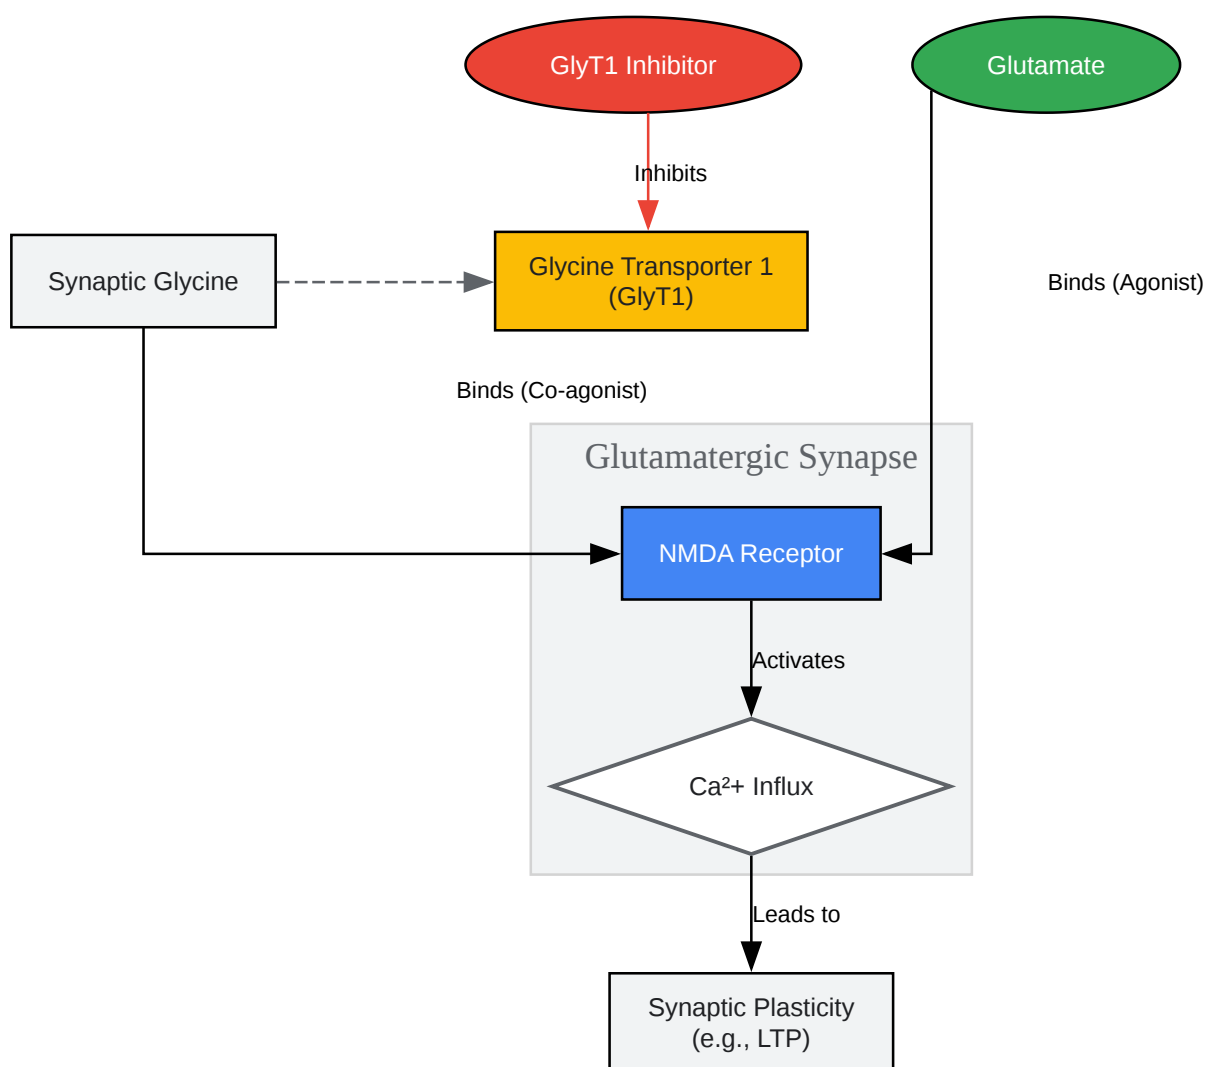 GlyT1 Inhibitor
Glutamate
Inhibits
Synaptic Glycine
Glycine Transporter 1
(GlyT1)
Binds (Agonist)
Binds (Co-agonist)
Glutamatergic Synapse
NMDA Receptor
Activates
Ca²+ Influx
Leads to
Synaptic Plasticity
(e.g., LTP)